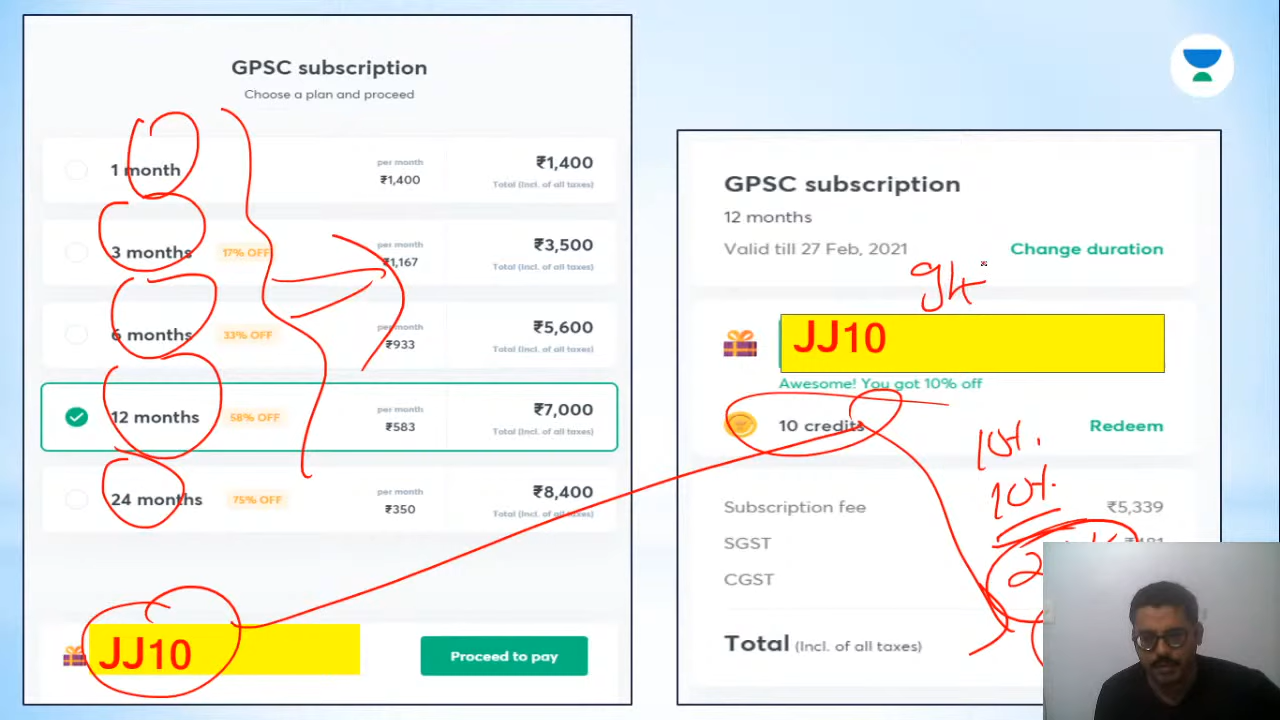 GPSC subscription
Choose a plan and proceed
1 month
per month
₹1,400
₹1,400
Total (Incl. of all taxes)
3 months
17% OFF
per month
₹1,167
₹3,500
Total (Incl. of all taxes)
6 months
33% OFF
per month
₹933
₹5,600
Total (Incl. of all taxes)
12 months
58% OFF
per month
₹583
₹7,000
Total (Incl. of all taxes)
24 months
75% OFF
per month
₹350
₹8,400
Total (Incl. of all taxes)
JJ10
Proceed to pay
GPSC subscription
12 months
Valid till 27 Feb, 2021
Change duration
JJ10
Awesome! You got 10% off
10 credits
Redeem
10%.
10%.
Subscription fee
₹5,339
SGST
CGST
Total (Incl. of all taxes)